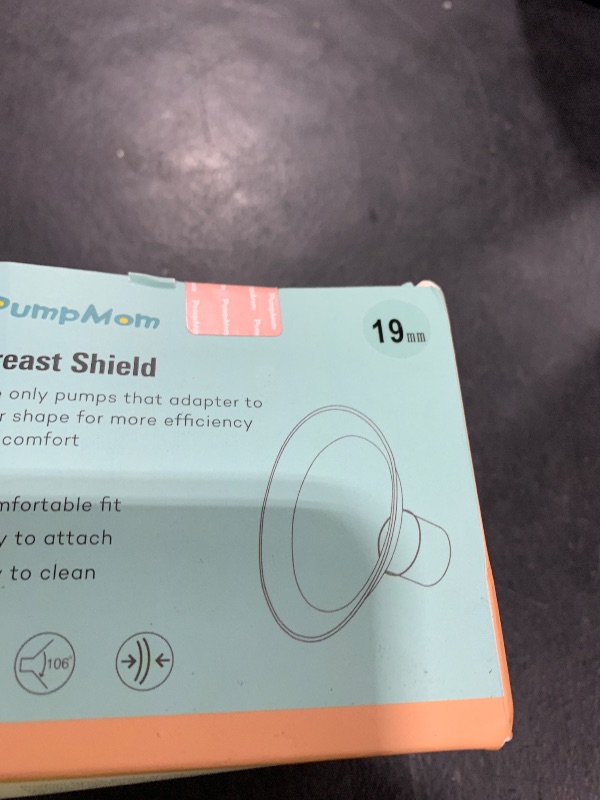 PumpMom
19mm
reast Shield
only pumps that adapter to
r shape for more efficiency
comfort
mfortable fit
y to attach
to clean
106°